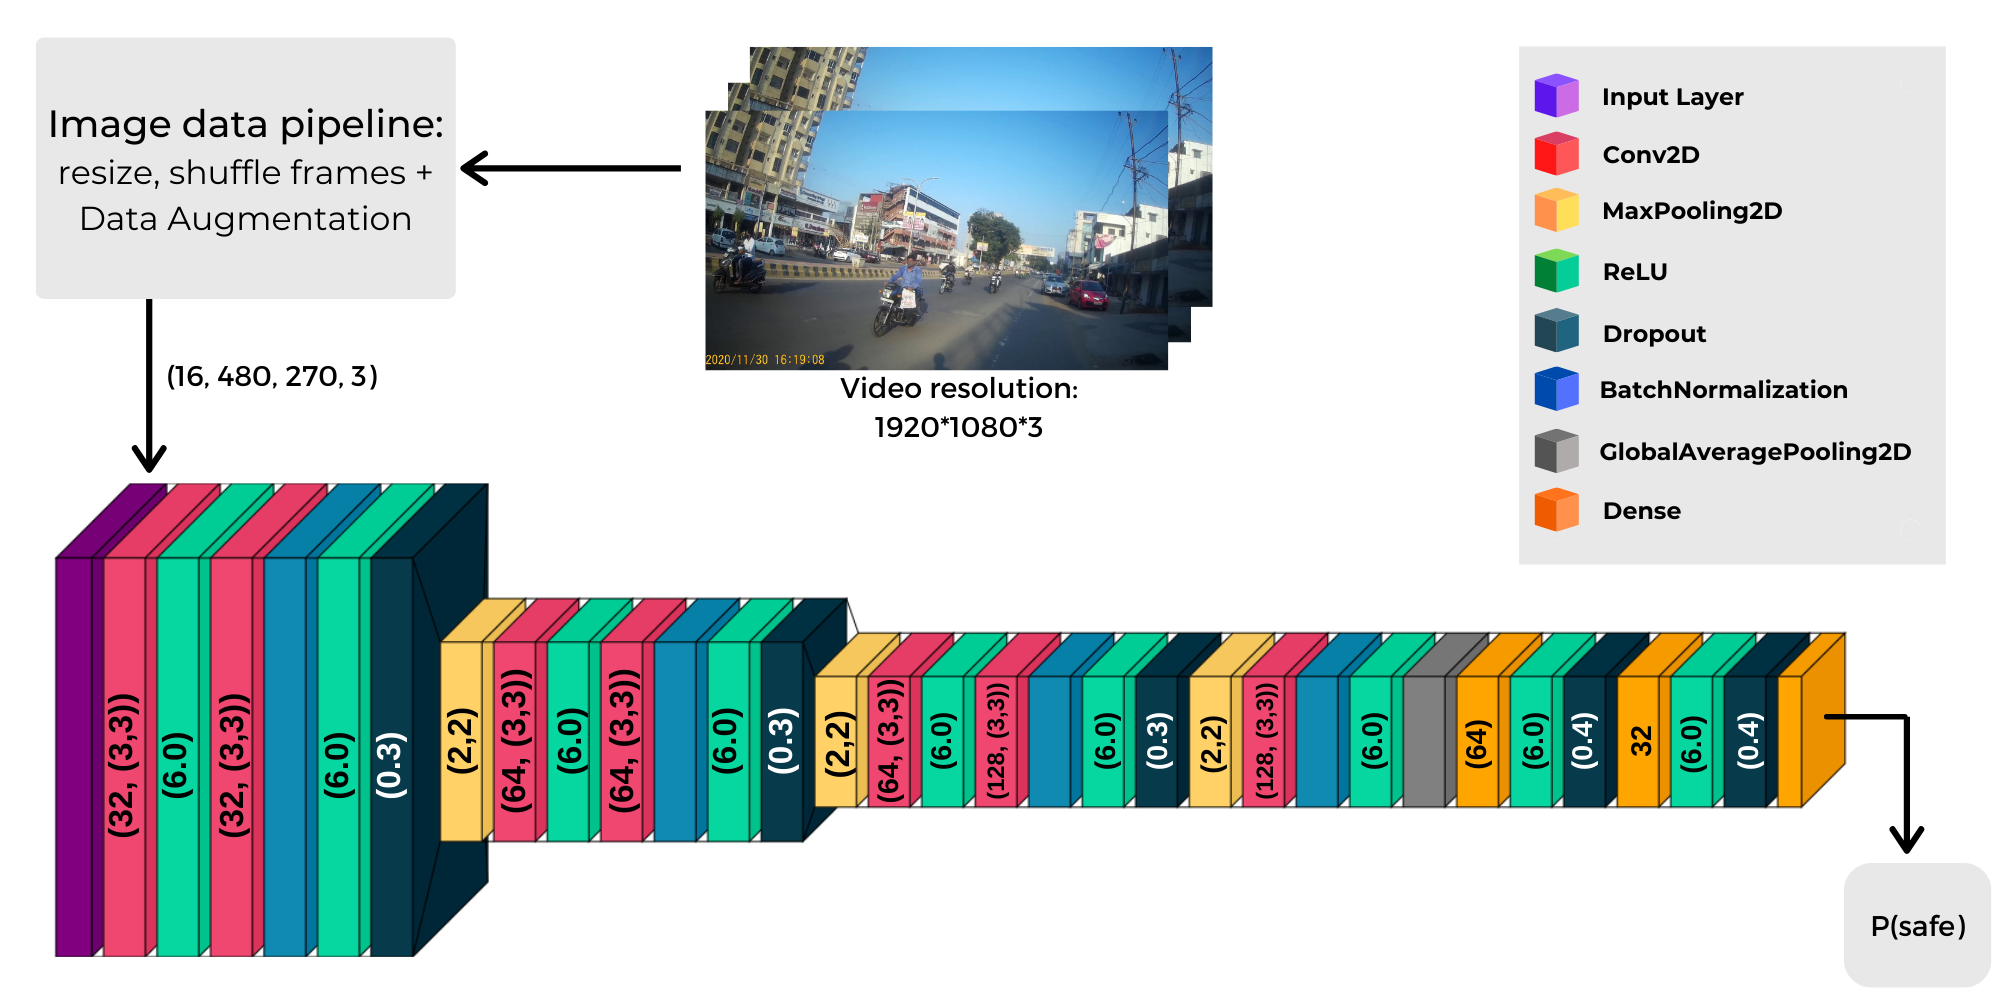 Image data pipeline:
resize, shuffle frames +
Data Augmentation
2020/11/30 16:19:08
Video resolution:
1920*1080*3
Input Layer
Conv2D
MaxPooling2D
ReLU
Dropout
BatchNormalization
GlobalAveragePooling2D
Dense
(16, 480, 270, 3)
(32, (3,3))
(6.0)
(32, (3,3))
(6.0)
(0.3)
(2,2)
(64, (3,3))
(6.0)
(64, (3,3))
(6.0)
(0.3)
(2,2)
(64, (3,3))
(6.0)
(128, (3,3))
(6.0)
(0.3)
(2,2)
(128, (3,3))
(6.0)
(64)
(6.0)
(0.4)
32
(6.0)
(0.4)
P(safe)